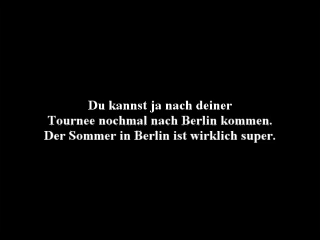 Du kannst ja nach deiner
Tournee nochmal nach Berlin kommen.
Der Sommer in Berlin ist wirklich super.